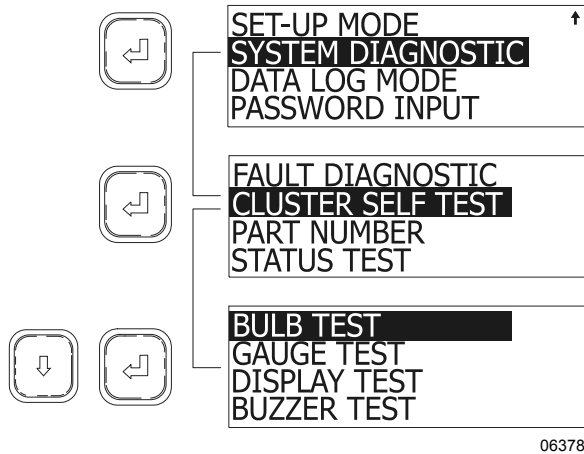 SET-UP MODE
SYSTEM DIAGNOSTIC
DATA LOG MODE
PASSWORD INPUT
FAULT DIAGNOSTIC
CLUSTER SELF TEST
PART NUMBER
STATUS TEST
BULB TEST
GAUGE TEST
DISPLAY TEST
BUZZER TEST
06378